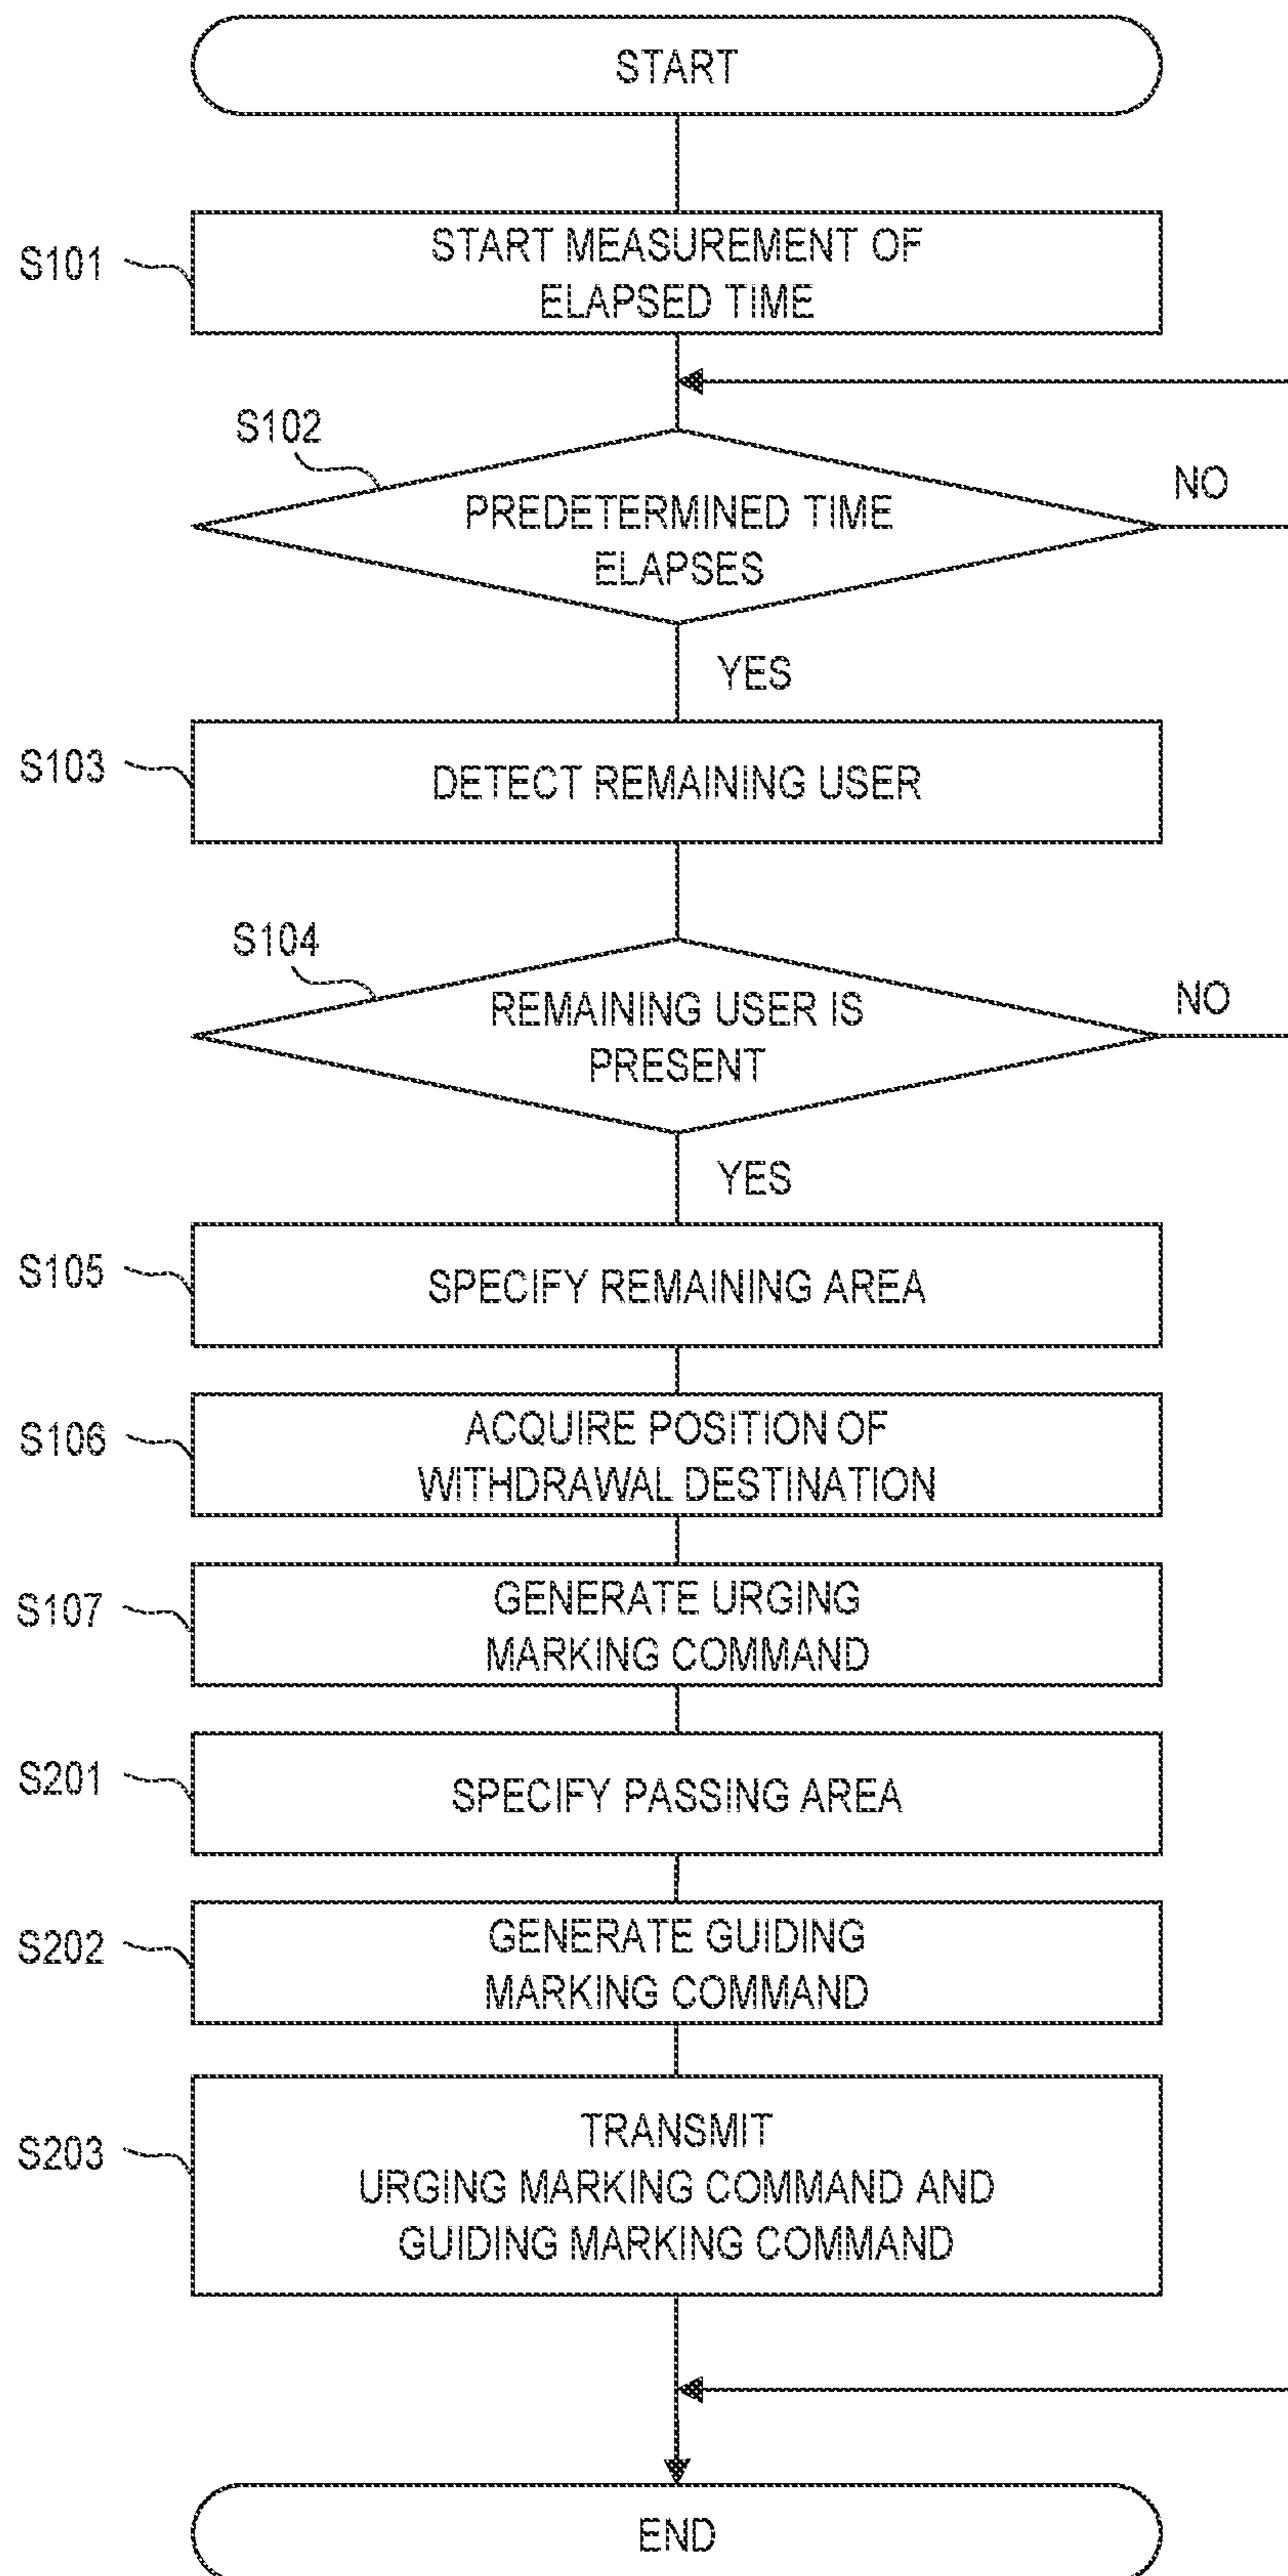 START
S101
START MEASUREMENT OF
ELAPSED TIME
S102
PREDETERMINED TIME
ELAPSES
NO
YES
S103
DETECT REMAINING USER
S104
REMAINING USER IS
PRESENT
NO
YES
S105
SPECIFY REMAINING AREA
S106
ACQUIRE POSITION OF
WITHDRAWAL DESTINATION
S107
GENERATE URGING
MARKING COMMAND
S201
SPECIFY PASSING AREA
S202
GENERATE GUIDING
MARKING COMMAND
S203
TRANSMIT
URGING MARKING COMMAND AND
GUIDING MARKING COMMAND
END